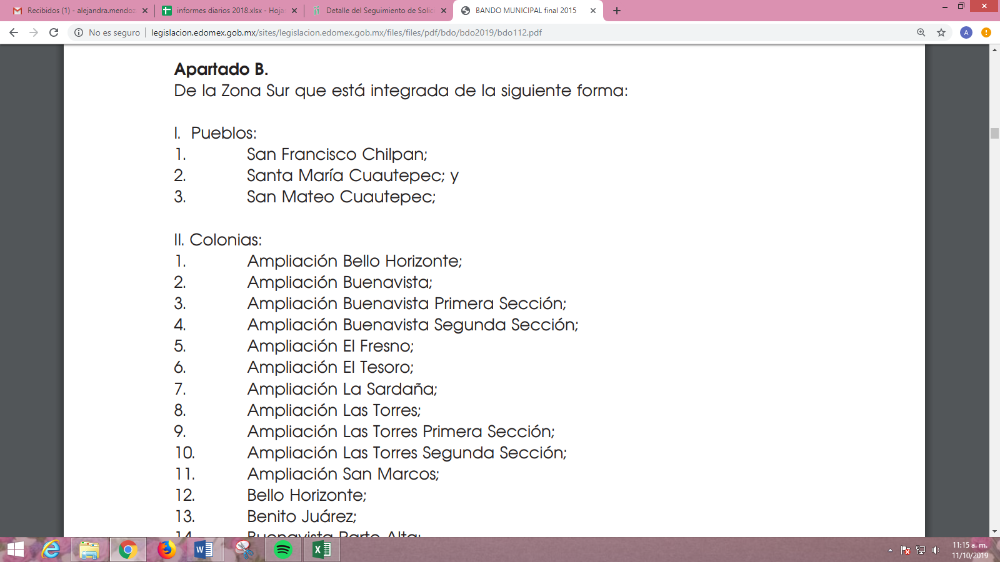 Recibidos (1) - alejandra.mendoz
informes diarios 2018.xlsx - Hoja
Detalle del Seguimiento de Solic
BANDO MUNICIPAL final 2015
No es seguro
legislacion.edomex.gob.mx/sites/legislacion.edomex.gob.mx/files/files/pdf/bdo/bdo2019/bdo112.pdf
A
Apartado B.
De la Zona Sur que está integrada de la siguiente forma:
I. Pueblos:
1. San Francisco Chilpan;
2. Santa María Cuautepec; y
3. San Mateo Cuautepec;
II. Colonias:
1. Ampliación Bello Horizonte;
2. Ampliación Buenavista;
3. Ampliación Buenavista Primera Sección;
4. Ampliación Buenavista Segunda Sección;
5. Ampliación El Fresno;
6. Ampliación El Tesoro;
7. Ampliación La Sardaña;
8. Ampliación Las Torres;
9. Ampliación Las Torres Primera Sección;
10. Ampliación Las Torres Segunda Sección;
11. Ampliación San Marcos;
12. Bello Horizonte;
13. Benito Juárez;
14. Buenavista Parte Alta;
11:15 a. m.
11/10/2019